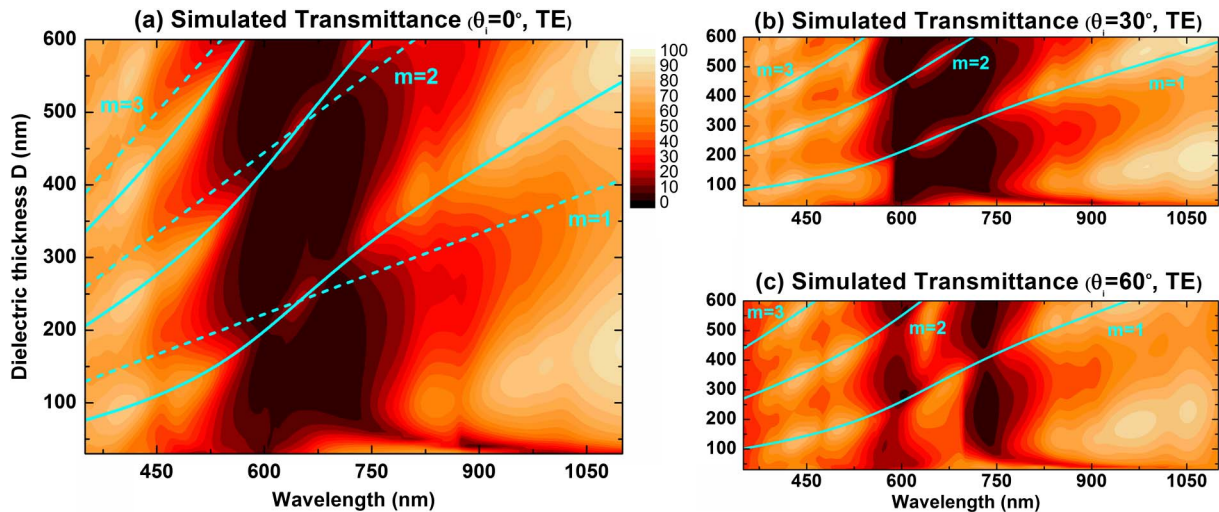 (a) Simulated Transmittance (θi=0°, TE)
600
500
400
300
200
100
Dielectric thickness D (nm)
m=3
m=2
m=1
450
600
750
900
1050
Wavelength (nm)
100
90
80
70
60
50
40
30
20
10
0
(b) Simulated Transmittance (θi=30°, TE)
600
500
400
300
200
100
m=3
m=2
m=1
450
600
750
900
1050
(c) Simulated Transmittance (θi=60°, TE)
600
500
400
300
200
100
m=3
m=2
m=1
450
600
750
900
1050
Wavelength (nm)